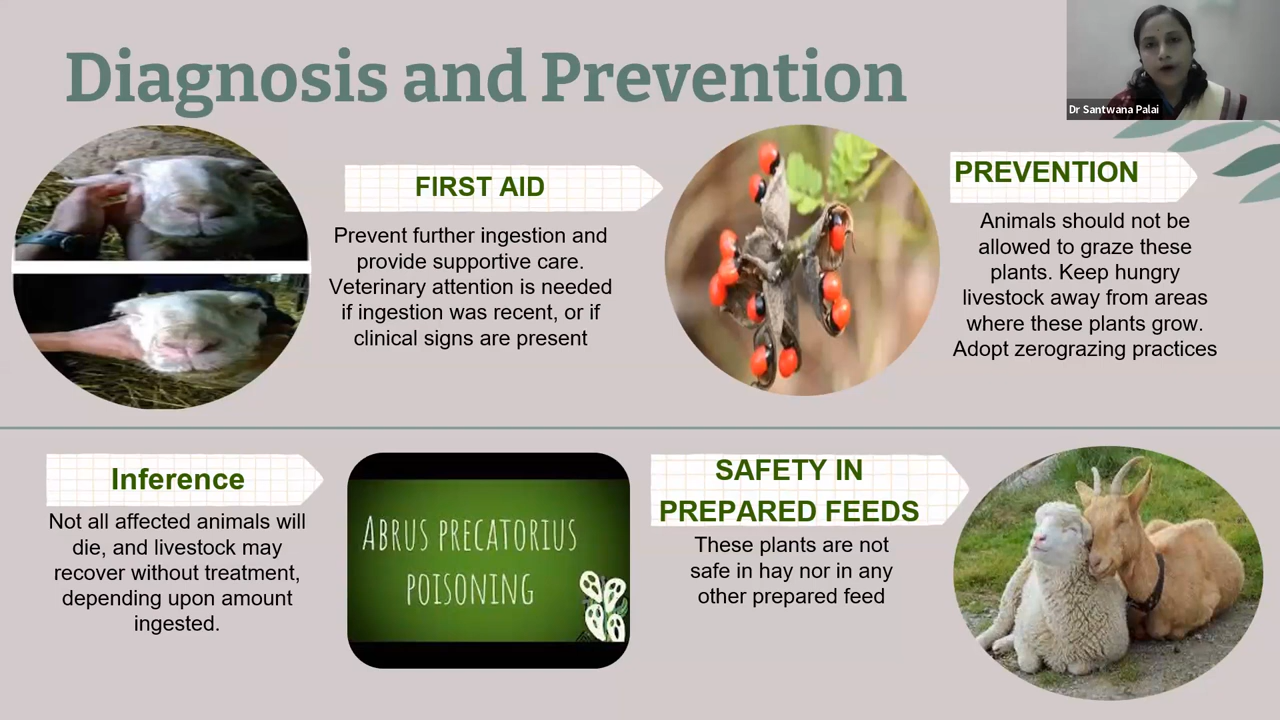 Diagnosis and Prevention
Dr Santwana Palai
FIRST AID
Prevent further ingestion and
provide supportive care.
Veterinary attention is needed
if ingestion was recent, or if
clinical signs are present
PREVENTION
Animals should not be
allowed to graze these
plants. Keep hungry
livestock away from areas
where these plants grow.
Adopt zerograzing practices
Inference
Not all affected animals will
die, and livestock may
recover without treatment,
depending upon amount
ingested.
ABRUS PRECATORIUS
POISONING
SAFETY IN
PREPARED FEEDS
These plants are not
safe in hay nor in any
other prepared feed